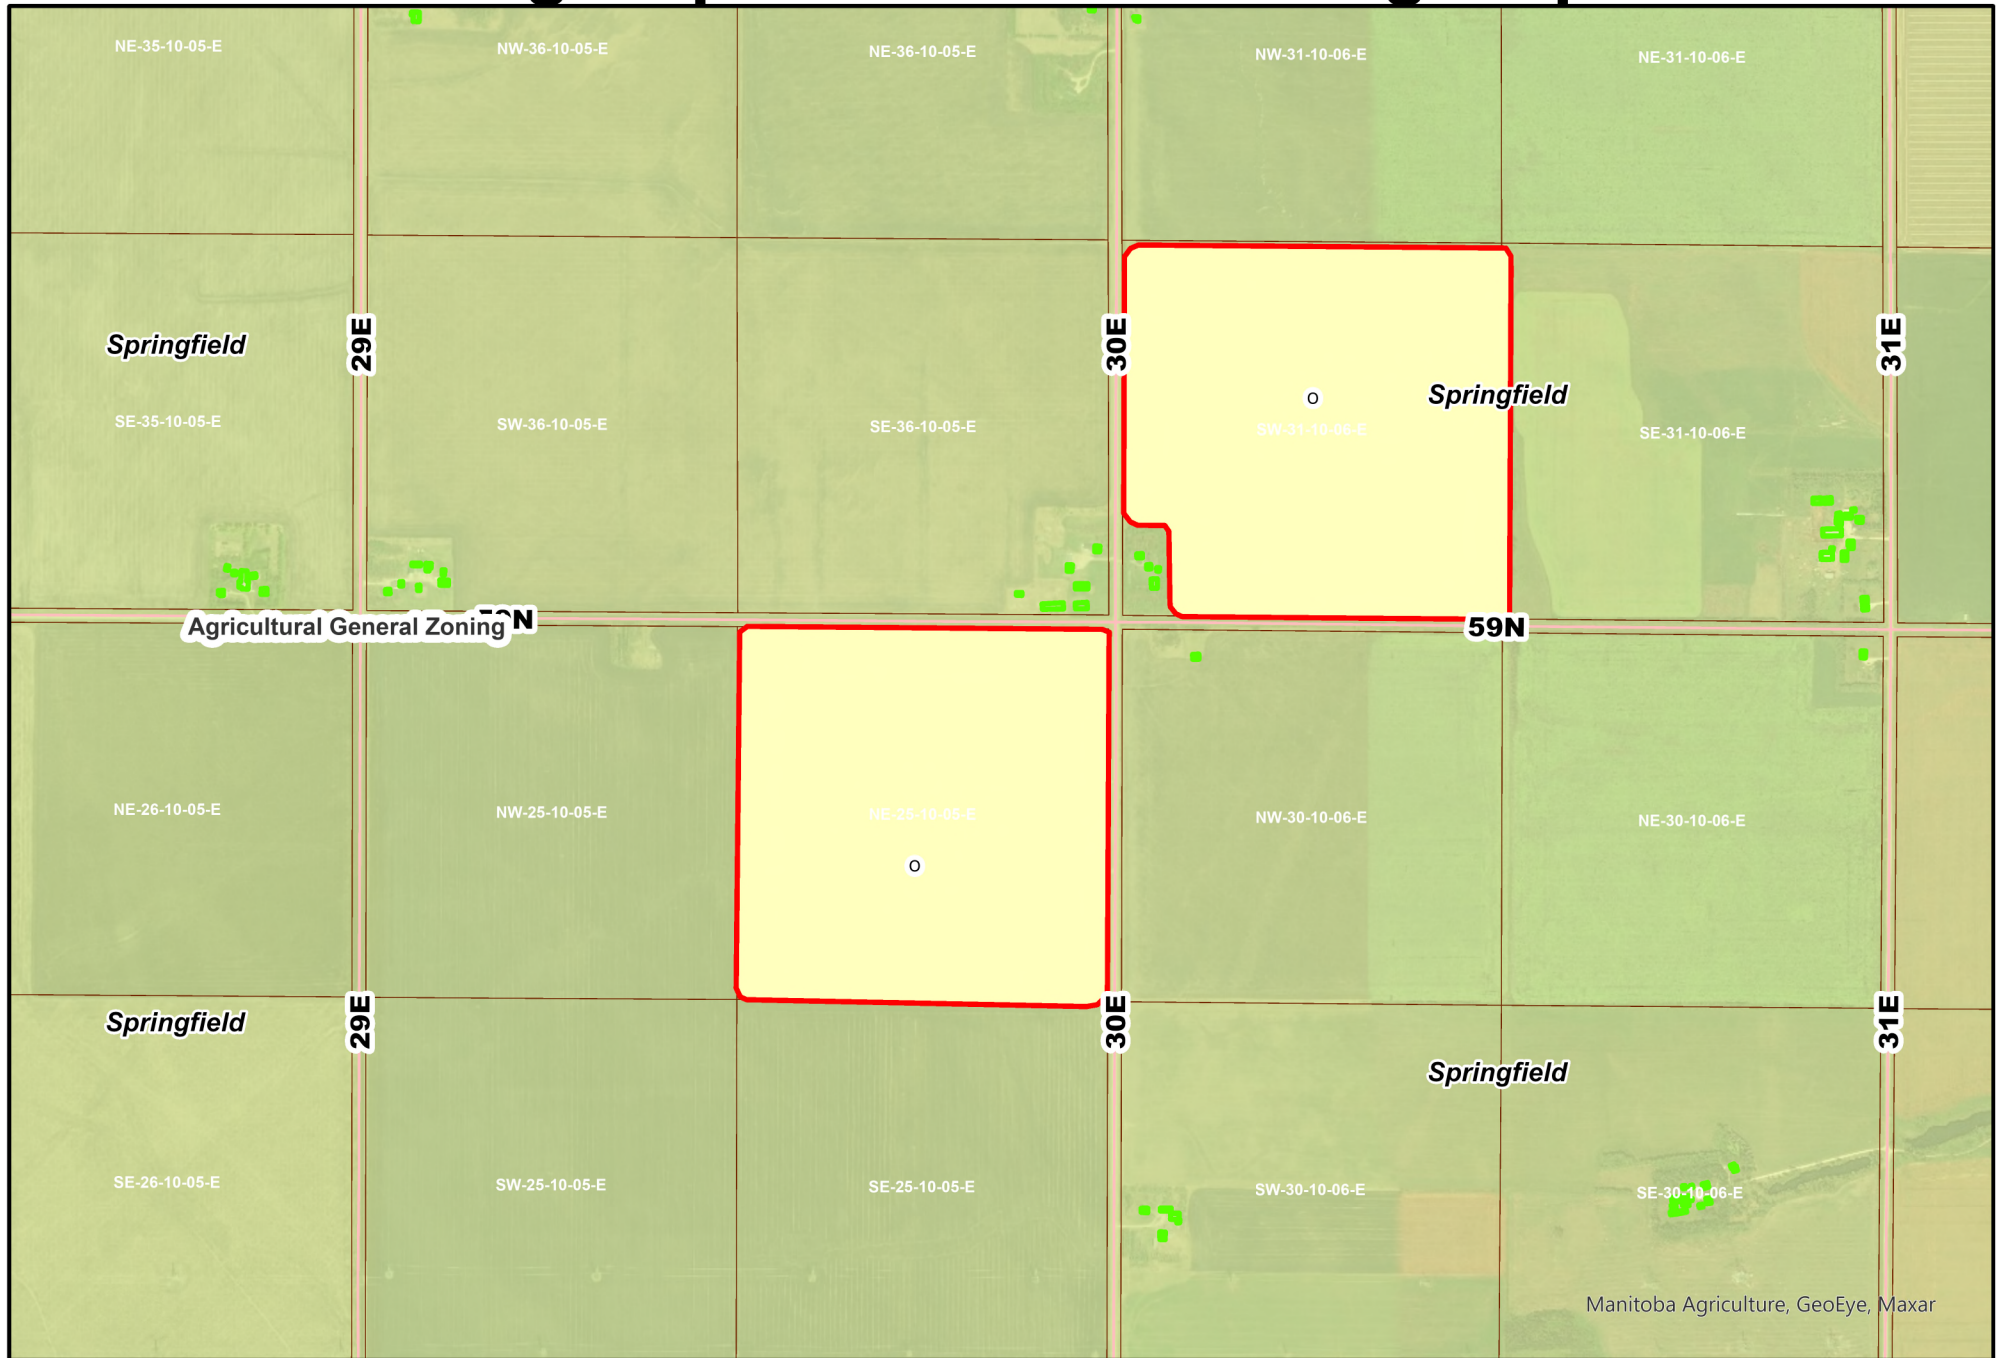 NE-35-10-05-E
NW-36-10-05-E
NE-36-10-05-E
NW-31-10-06-E
NE-31-10-06-E
Springfield
29E
30E
31E
Springfield
O
SE-35-10-05-E
SW-36-10-05-E
SE-36-10-05-E
SW-31-10-06-E
SE-31-10-06-E
Agricultural General Zoning
59N
NE-26-10-05-E
NW-25-10-05-E
NE-25-10-05-E
NW-30-10-06-E
NE-30-10-06-E
O
Springfield
29E
30E
31E
Springfield
SE-26-10-05-E
SW-25-10-05-E
SE-25-10-05-E
SW-30-10-06-E
SE-30-10-06-E
Manitoba Agriculture, GeoEye, Maxar